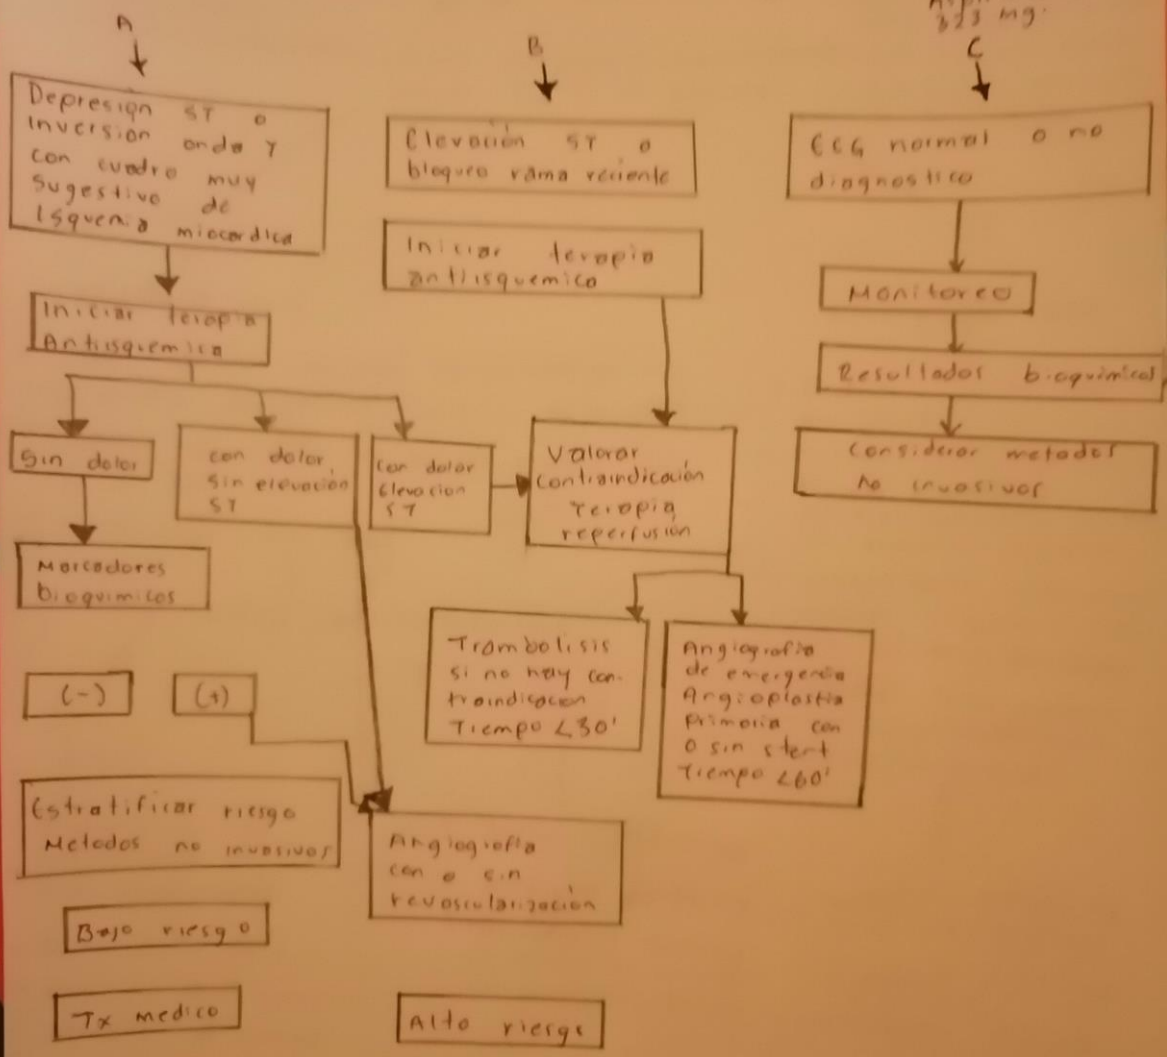 A
Depresión ST o
inversion onda T
con cuadro muy
sugestivo de
Isquemia miocardica
Iniciar terapia
Antiisquemica
Sin dolor
con dolor
sin elevación
ST
Con dolor
Elevacion
ST
Marcadores
bioquimicos
(-)
(+)
Estratificar riesgo
Metodos no invasivos
Bajo riesgo
Tx medico
Angiografia
con o sin
revascularización
Alto riesgo
B
Elevación ST o
bloqueo rama reciente
Iniciar terapia
antiisquemica
Valorar
contraindicación
Terapia
reperfusión
Trombolisis
si no hay con-
traindicacion
Tiempo <30'
Angiografia
de emergencia
Angioplastia
primaria con
o sin stent
Tiempo <60'
323 mg.
C
ECG normal o no
diagnostico
Monitoreo
Resultados bioquimicos
Considerar metodos
no invasivos